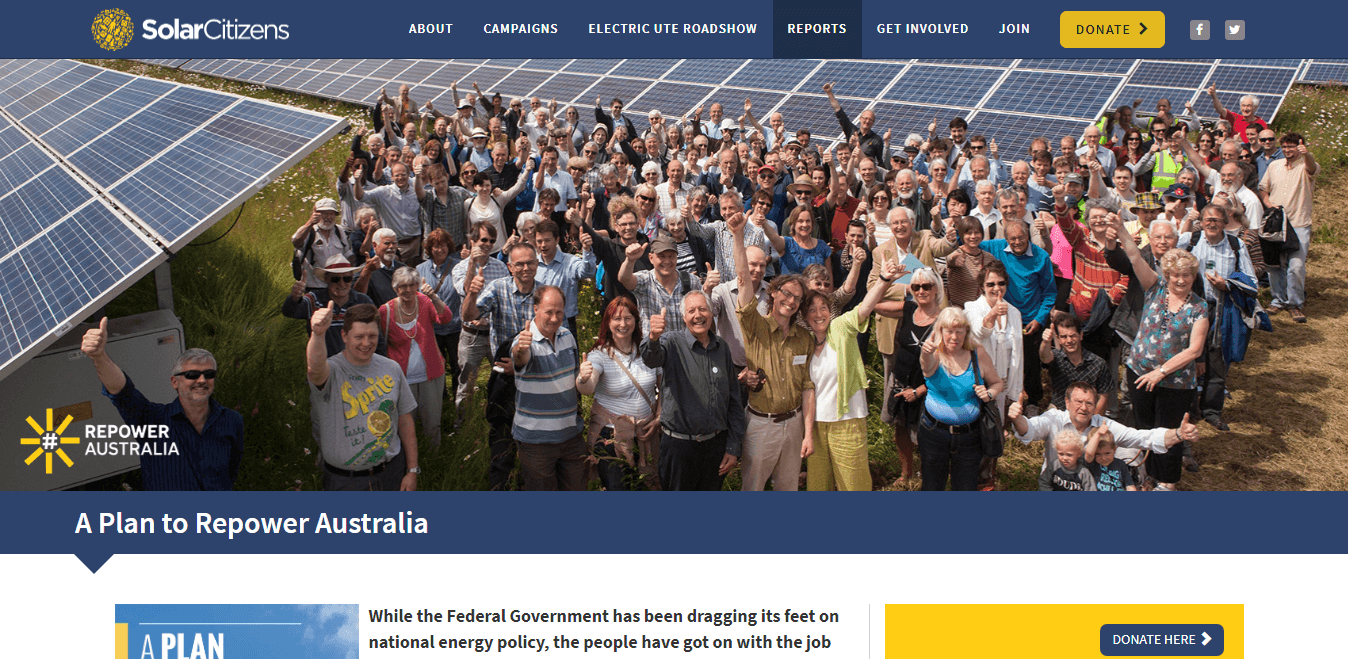 SolarCitizens
ABOUT
CAMPAIGNS
ELECTRIC UTE ROADSHOW
REPORTS
GET INVOLVED
JOIN
DONATE
Sprite
Taste
it!
# REPOWER
AUSTRALIA
A Plan to Repower Australia
A PLAN
While the Federal Government has been dragging its feet on
national energy policy, the people have got on with the job
DONATE HERE